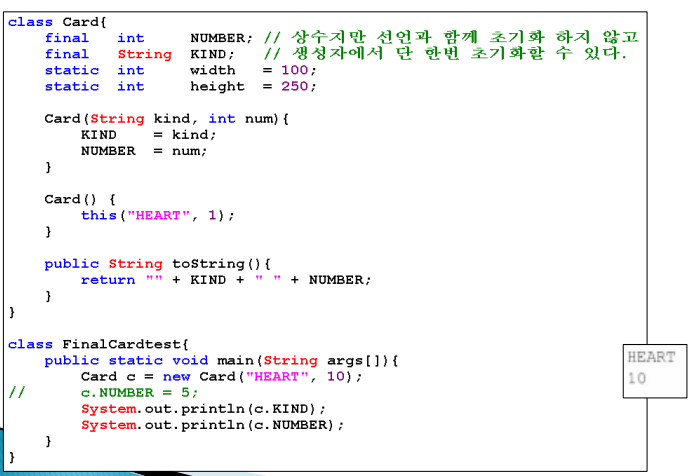 class Card{
    final   int      NUMBER; // 상수지만 선언과 함께 초기화 하지 않고
    final   String  KIND;   // 생성자에서 단 한번 초기화할 수 있다.
    static  int      width   = 100;
    static  int      height  = 250;

    Card(String kind, int num){
        KIND    = kind;
        NUMBER  = num;
    }

    Card() {
        this("HEART", 1);
    }

    public String toString(){
        return "" + KIND + " " + NUMBER;
    }
}

class FinalCardtest{
    public static void main(String args[]){
        Card c = new Card("HEART", 10);
//      c.NUMBER = 5;
        System.out.println(c.KIND);
        System.out.println(c.NUMBER);
    }
}
HEART
10